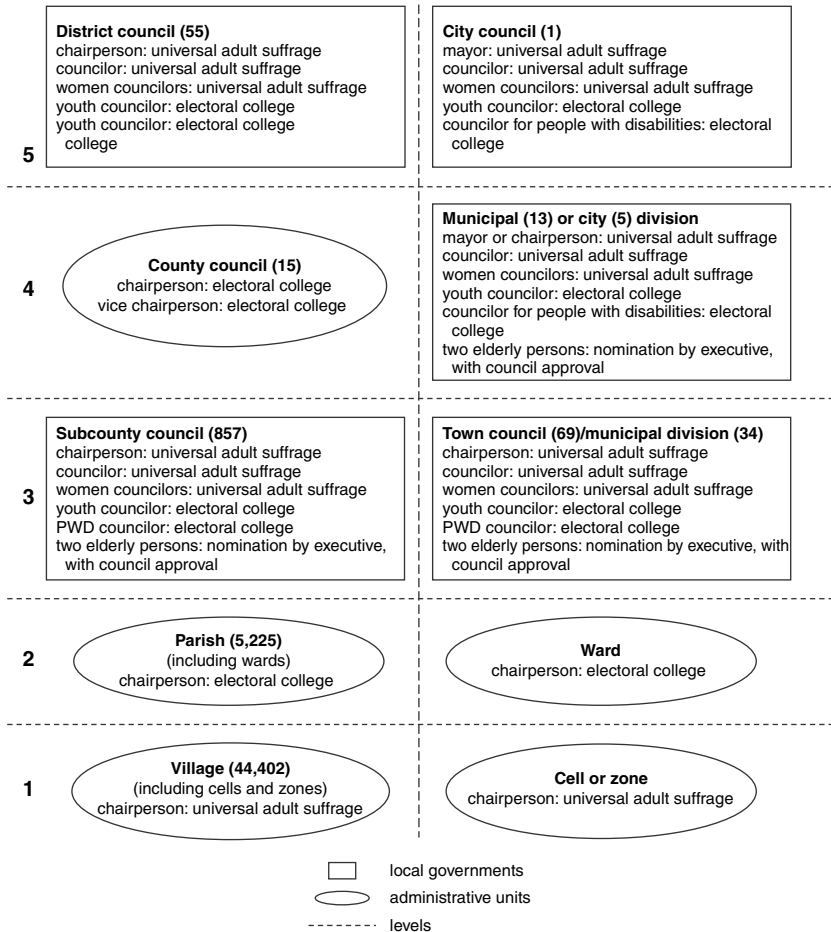 District council (55)
chairperson: universal adult suffrage
councilor: universal adult suffrage
women councilors: universal adult suffrage
youth councilor: electoral college
youth councilor: electoral college
college
City council (1)
mayor: universal adult suffrage
councilor: universal adult suffrage
women councilors: universal adult suffrage
youth councilor: electoral college
councilor for people with disabilities: electoral
college
5
County council (15)
chairperson: electoral college
vice chairperson: electoral college
Municipal (13) or city (5) division
mayor or chairperson: universal adult suffrage
councilor: universal adult suffrage
women councilors: universal adult suffrage
youth councilor: electoral college
councilor for people with disabilities: electoral
college
two elderly persons: nomination by executive,
with council approval
4
Subcounty council (857)
chairperson: universal adult suffrage
councilor: universal adult suffrage
women councilors: universal adult suffrage
youth councilor: electoral college
PWD councilor: electoral college
two elderly persons: nomination by executive,
with council approval
Town council (69)/municipal division (34)
chairperson: universal adult suffrage
councilor: universal adult suffrage
women councilors: universal adult suffrage
youth councilor: electoral college
PWD councilor: electoral college
two elderly persons: nomination by executive, with
council approval
3
Parish (5,225)
(including wards)
chairperson: electoral college
Ward
chairperson: electoral college
2
Village (44,402)
(including cells and zones)
chairperson: universal adult suffrage
Cell or zone
chairperson: universal adult suffrage
1
local governments
administrative units
levels